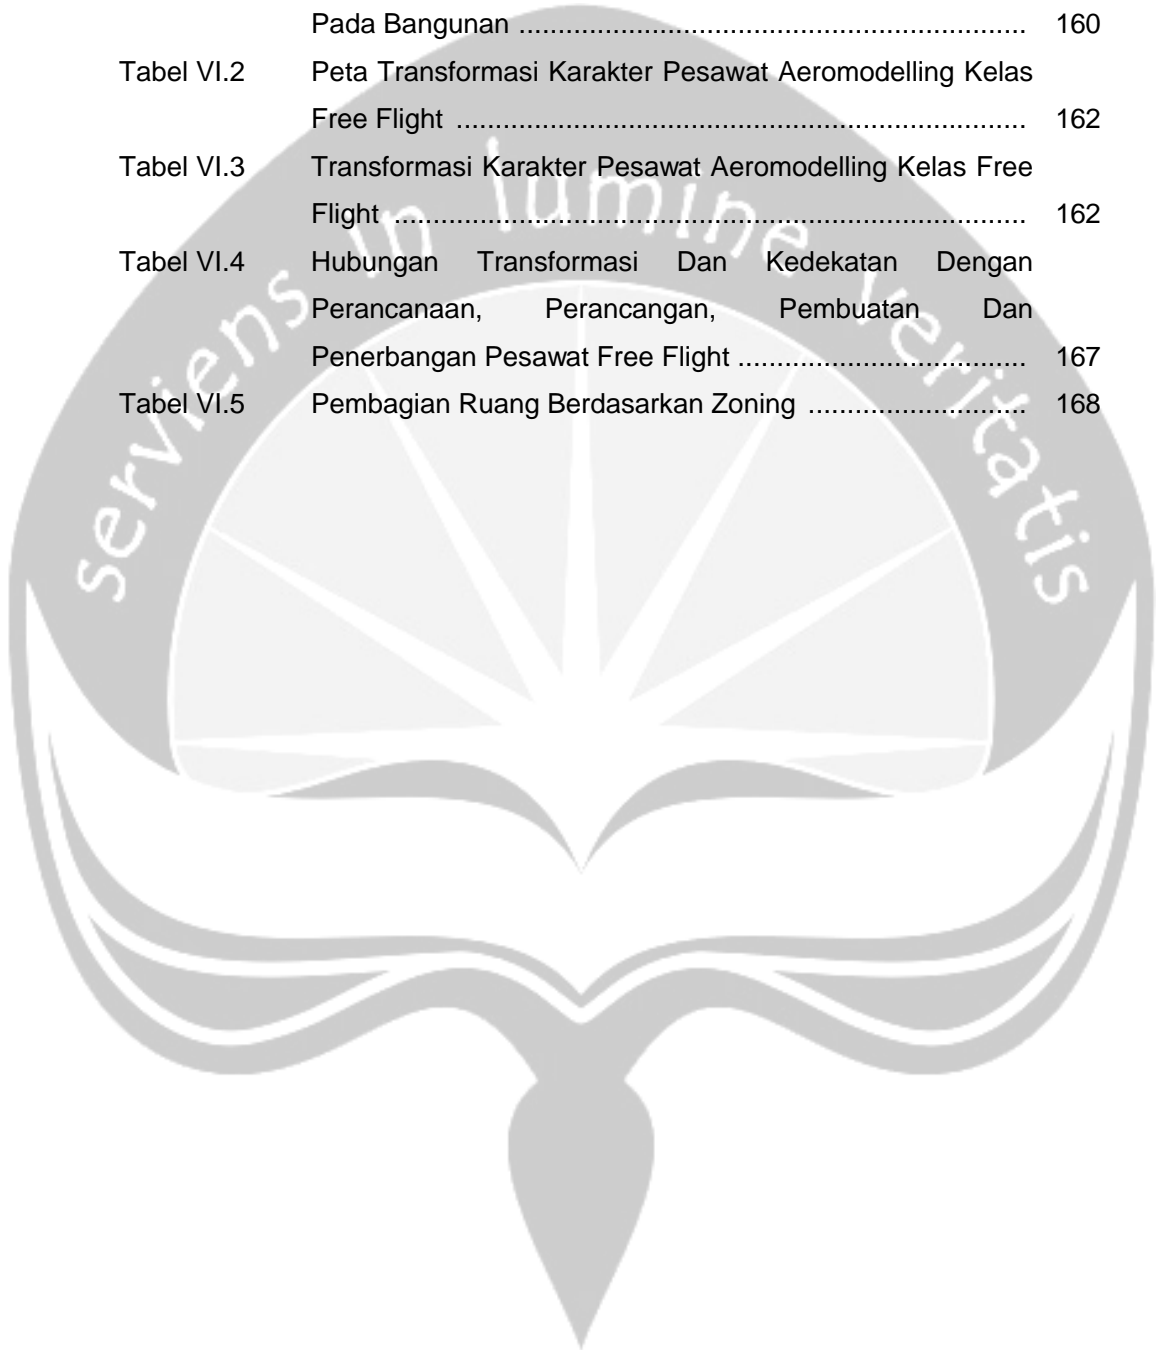 Pada Bangunan ................................................................ 160
Tabel VI.2 Peta Transformasi Karakter Pesawat Aeromodelling Kelas
Free Flight ........................................................................ 162
Tabel VI.3 Transformasi Karakter Pesawat Aeromodelling Kelas Free
Flight ................................................................................ 162
Tabel VI.4 Hubungan Transformasi Dan Kedekatan Dengan
Perancanaan, Perancangan, Pembuatan Dan
Penerbangan Pesawat Free Flight ..................................... 167
Tabel VI.5 Pembagian Ruang Berdasarkan Zoning ............................ 168
serviens in lumine veritatis